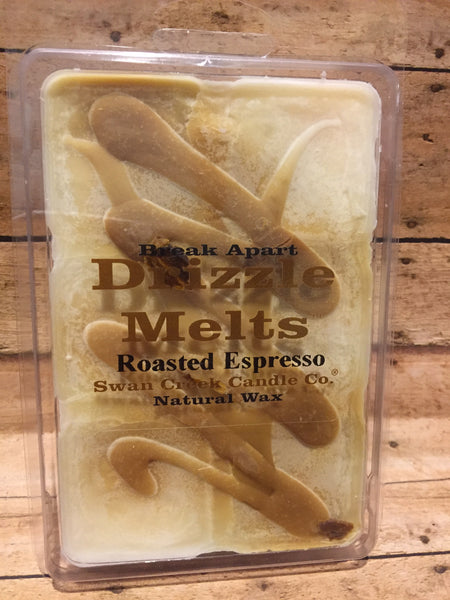 Break Apart
Drizzle
Melts
Roasted Espresso
Swan Creek Candle Co.®
Natural Wax